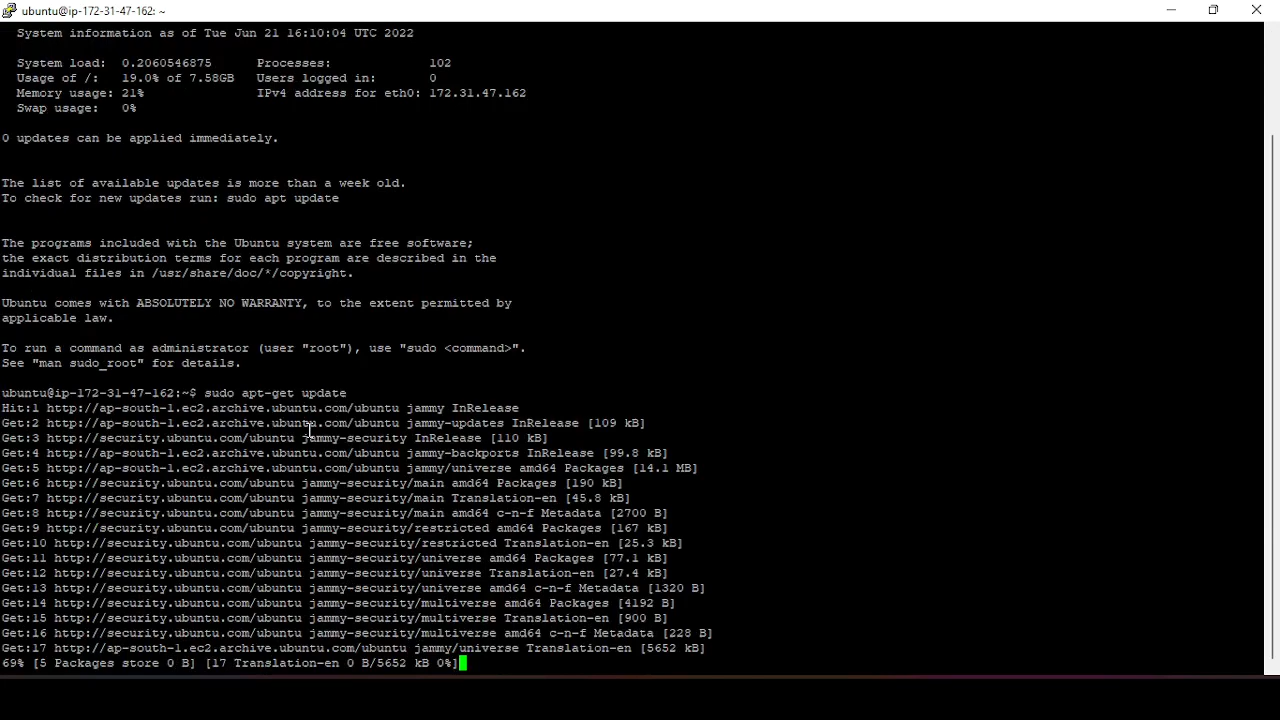 ubuntu@ip-172-31-47-162: ~
System information as of Tue Jun 21 16:10:04 UTC 2022
System load:  0.2060546875     Processes:             102
Usage of /:   19.0% of 7.58GB   Users logged in:       0
Memory usage: 21%               IPv4 address for eth0: 172.31.47.162
Swap usage:   0%
0 updates can be applied immediately.
The list of available updates is more than a week old.
To check for new updates run: sudo apt update
The programs included with the Ubuntu system are free software;
the exact distribution terms for each program are described in the
individual files in /usr/share/doc/*/copyright.
Ubuntu comes with ABSOLUTELY NO WARRANTY, to the extent permitted by
applicable law.
To run a command as administrator (user "root"), use "sudo <command>".
See "man sudo_root" for details.
ubuntu@ip-172-31-47-162:~$ sudo apt-get update
Hit:1 http://ap-south-1.ec2.archive.ubuntu.com/ubuntu jammy InRelease
Get:2 http://ap-south-1.ec2.archive.ubuntu.com/ubuntu jammy-updates InRelease [109 kB]
Get:3 http://security.ubuntu.com/ubuntu jammy-security InRelease [110 kB]
Get:4 http://ap-south-1.ec2.archive.ubuntu.com/ubuntu jammy-backports InRelease [99.8 kB]
Get:5 http://ap-south-1.ec2.archive.ubuntu.com/ubuntu jammy/universe amd64 Packages [14.1 MB]
Get:6 http://security.ubuntu.com/ubuntu jammy-security/main amd64 Packages [190 kB]
Get:7 http://security.ubuntu.com/ubuntu jammy-security/main Translation-en [45.8 kB]
Get:8 http://security.ubuntu.com/ubuntu jammy-security/main amd64 c-n-f Metadata [2700 B]
Get:9 http://security.ubuntu.com/ubuntu jammy-security/restricted amd64 Packages [167 kB]
Get:10 http://security.ubuntu.com/ubuntu jammy-security/restricted Translation-en [25.3 kB]
Get:11 http://security.ubuntu.com/ubuntu jammy-security/universe amd64 Packages [77.1 kB]
Get:12 http://security.ubuntu.com/ubuntu jammy-security/universe Translation-en [27.4 kB]
Get:13 http://security.ubuntu.com/ubuntu jammy-security/universe amd64 c-n-f Metadata [1320 B]
Get:14 http://security.ubuntu.com/ubuntu jammy-security/multiverse amd64 Packages [4192 B]
Get:15 http://security.ubuntu.com/ubuntu jammy-security/multiverse Translation-en [900 B]
Get:16 http://security.ubuntu.com/ubuntu jammy-security/multiverse amd64 c-n-f Metadata [228 B]
Get:17 http://ap-south-1.ec2.archive.ubuntu.com/ubuntu jammy/universe Translation-en [5652 kB]
69% [5 Packages store 0 B] [17 Translation-en 0 B/5652 kB 0%]